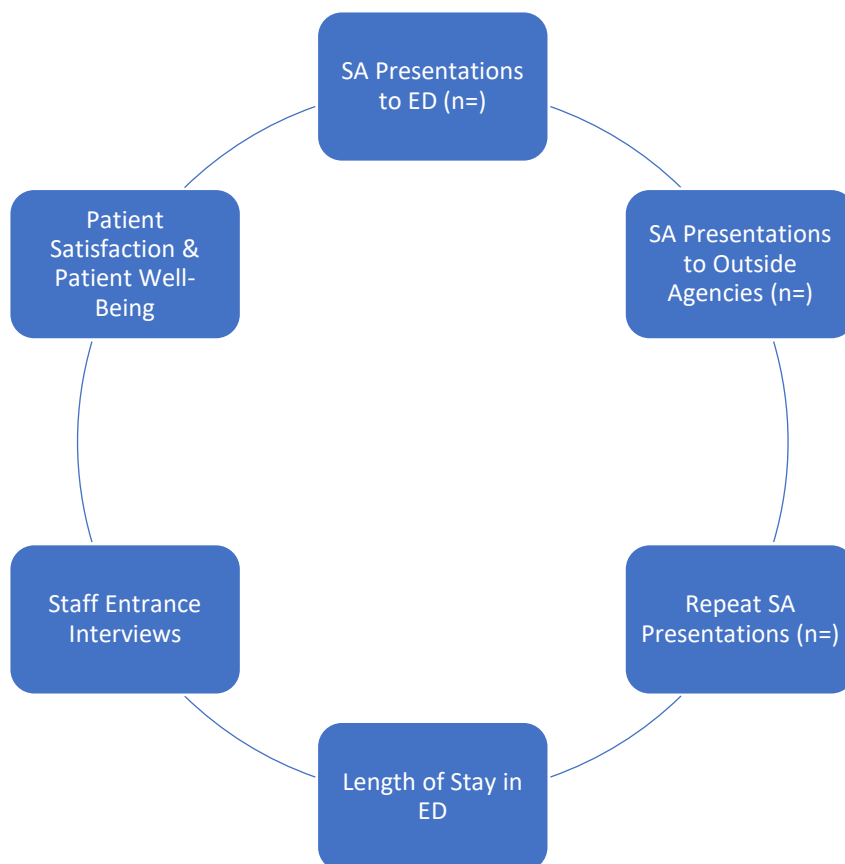 SA Presentations
to ED (n=)
SA Presentations
to Outside
Agencies (n=)
Repeat SA
Presentations (n=)
Length of Stay in
ED
Staff Entrance
Interviews
Patient
Satisfaction &
Patient Well-
Being